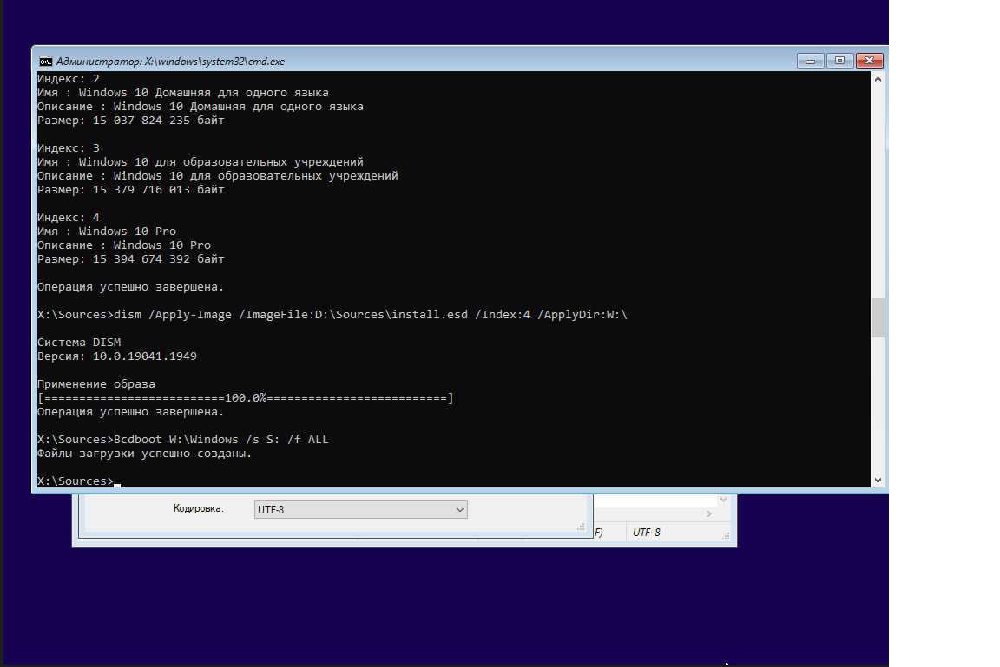 Администратор: X:\windows\system32\cmd.exe
Индекс: 2
Имя : Windows 10 Домашняя для одного языка
Описание : Windows 10 Домашняя для одного языка
Размер: 15 037 824 235 байт
Индекс: 3
Имя : Windows 10 для образовательных учреждений
Описание : Windows 10 для образовательных учреждений
Размер: 15 379 716 013 байт
Индекс: 4
Имя : Windows 10 Pro
Описание : Windows 10 Pro
Размер: 15 394 674 392 байт
Операция успешно завершена.
X:\Sources>dism /Apply-Image /ImageFile:D:\Sources\install.esd /Index:4 /ApplyDir:W:\
Cистема DISM
Версия: 10.0.19041.1949
Применение образа
[==========================100.0%==========================]
Операция успешно завершена.
X:\Sources>Bcdboot W:\Windows /s S: /f ALL
Файлы загрузки успешно созданы.
X:\Sources>
Кодировка: UTF-8
F) UTF-8